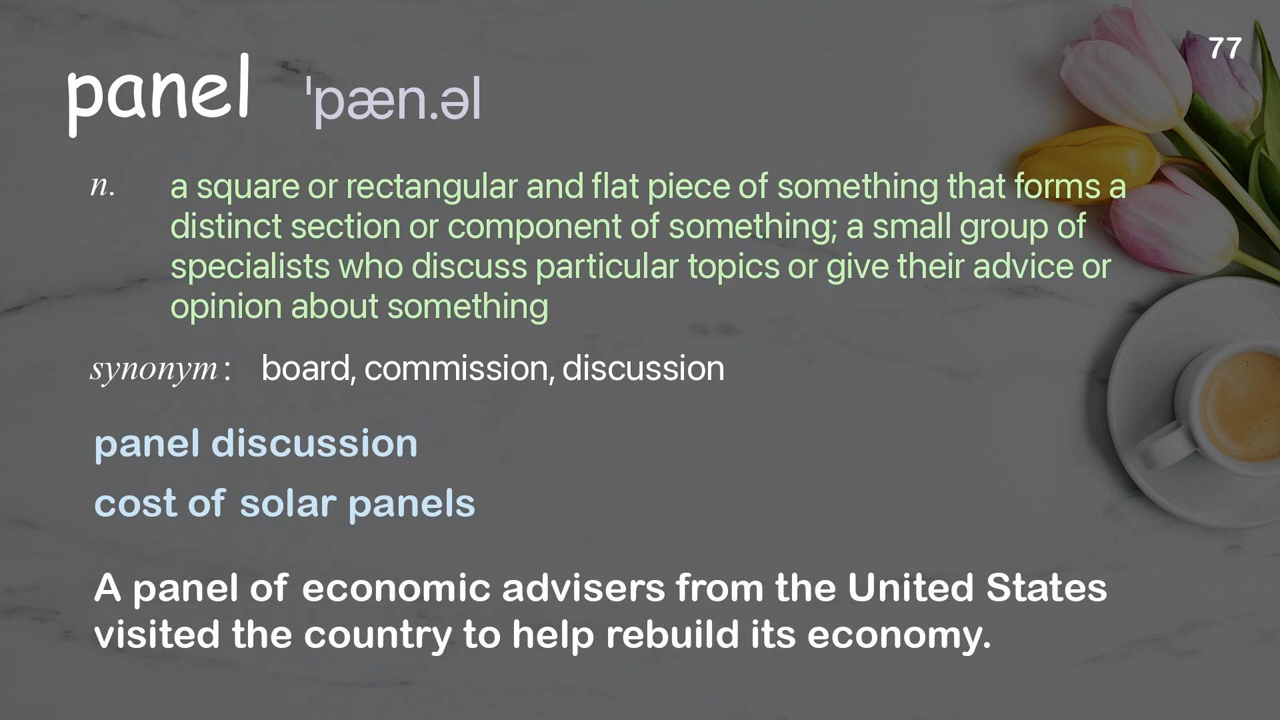 77
panel ˈpæn.əl
n. a square or rectangular and flat piece of something that forms a
distinct section or component of something; a small group of
specialists who discuss particular topics or give their advice or
opinion about something
synonym: board, commission, discussion
panel discussion
cost of solar panels
A panel of economic advisers from the United States
visited the country to help rebuild its economy.